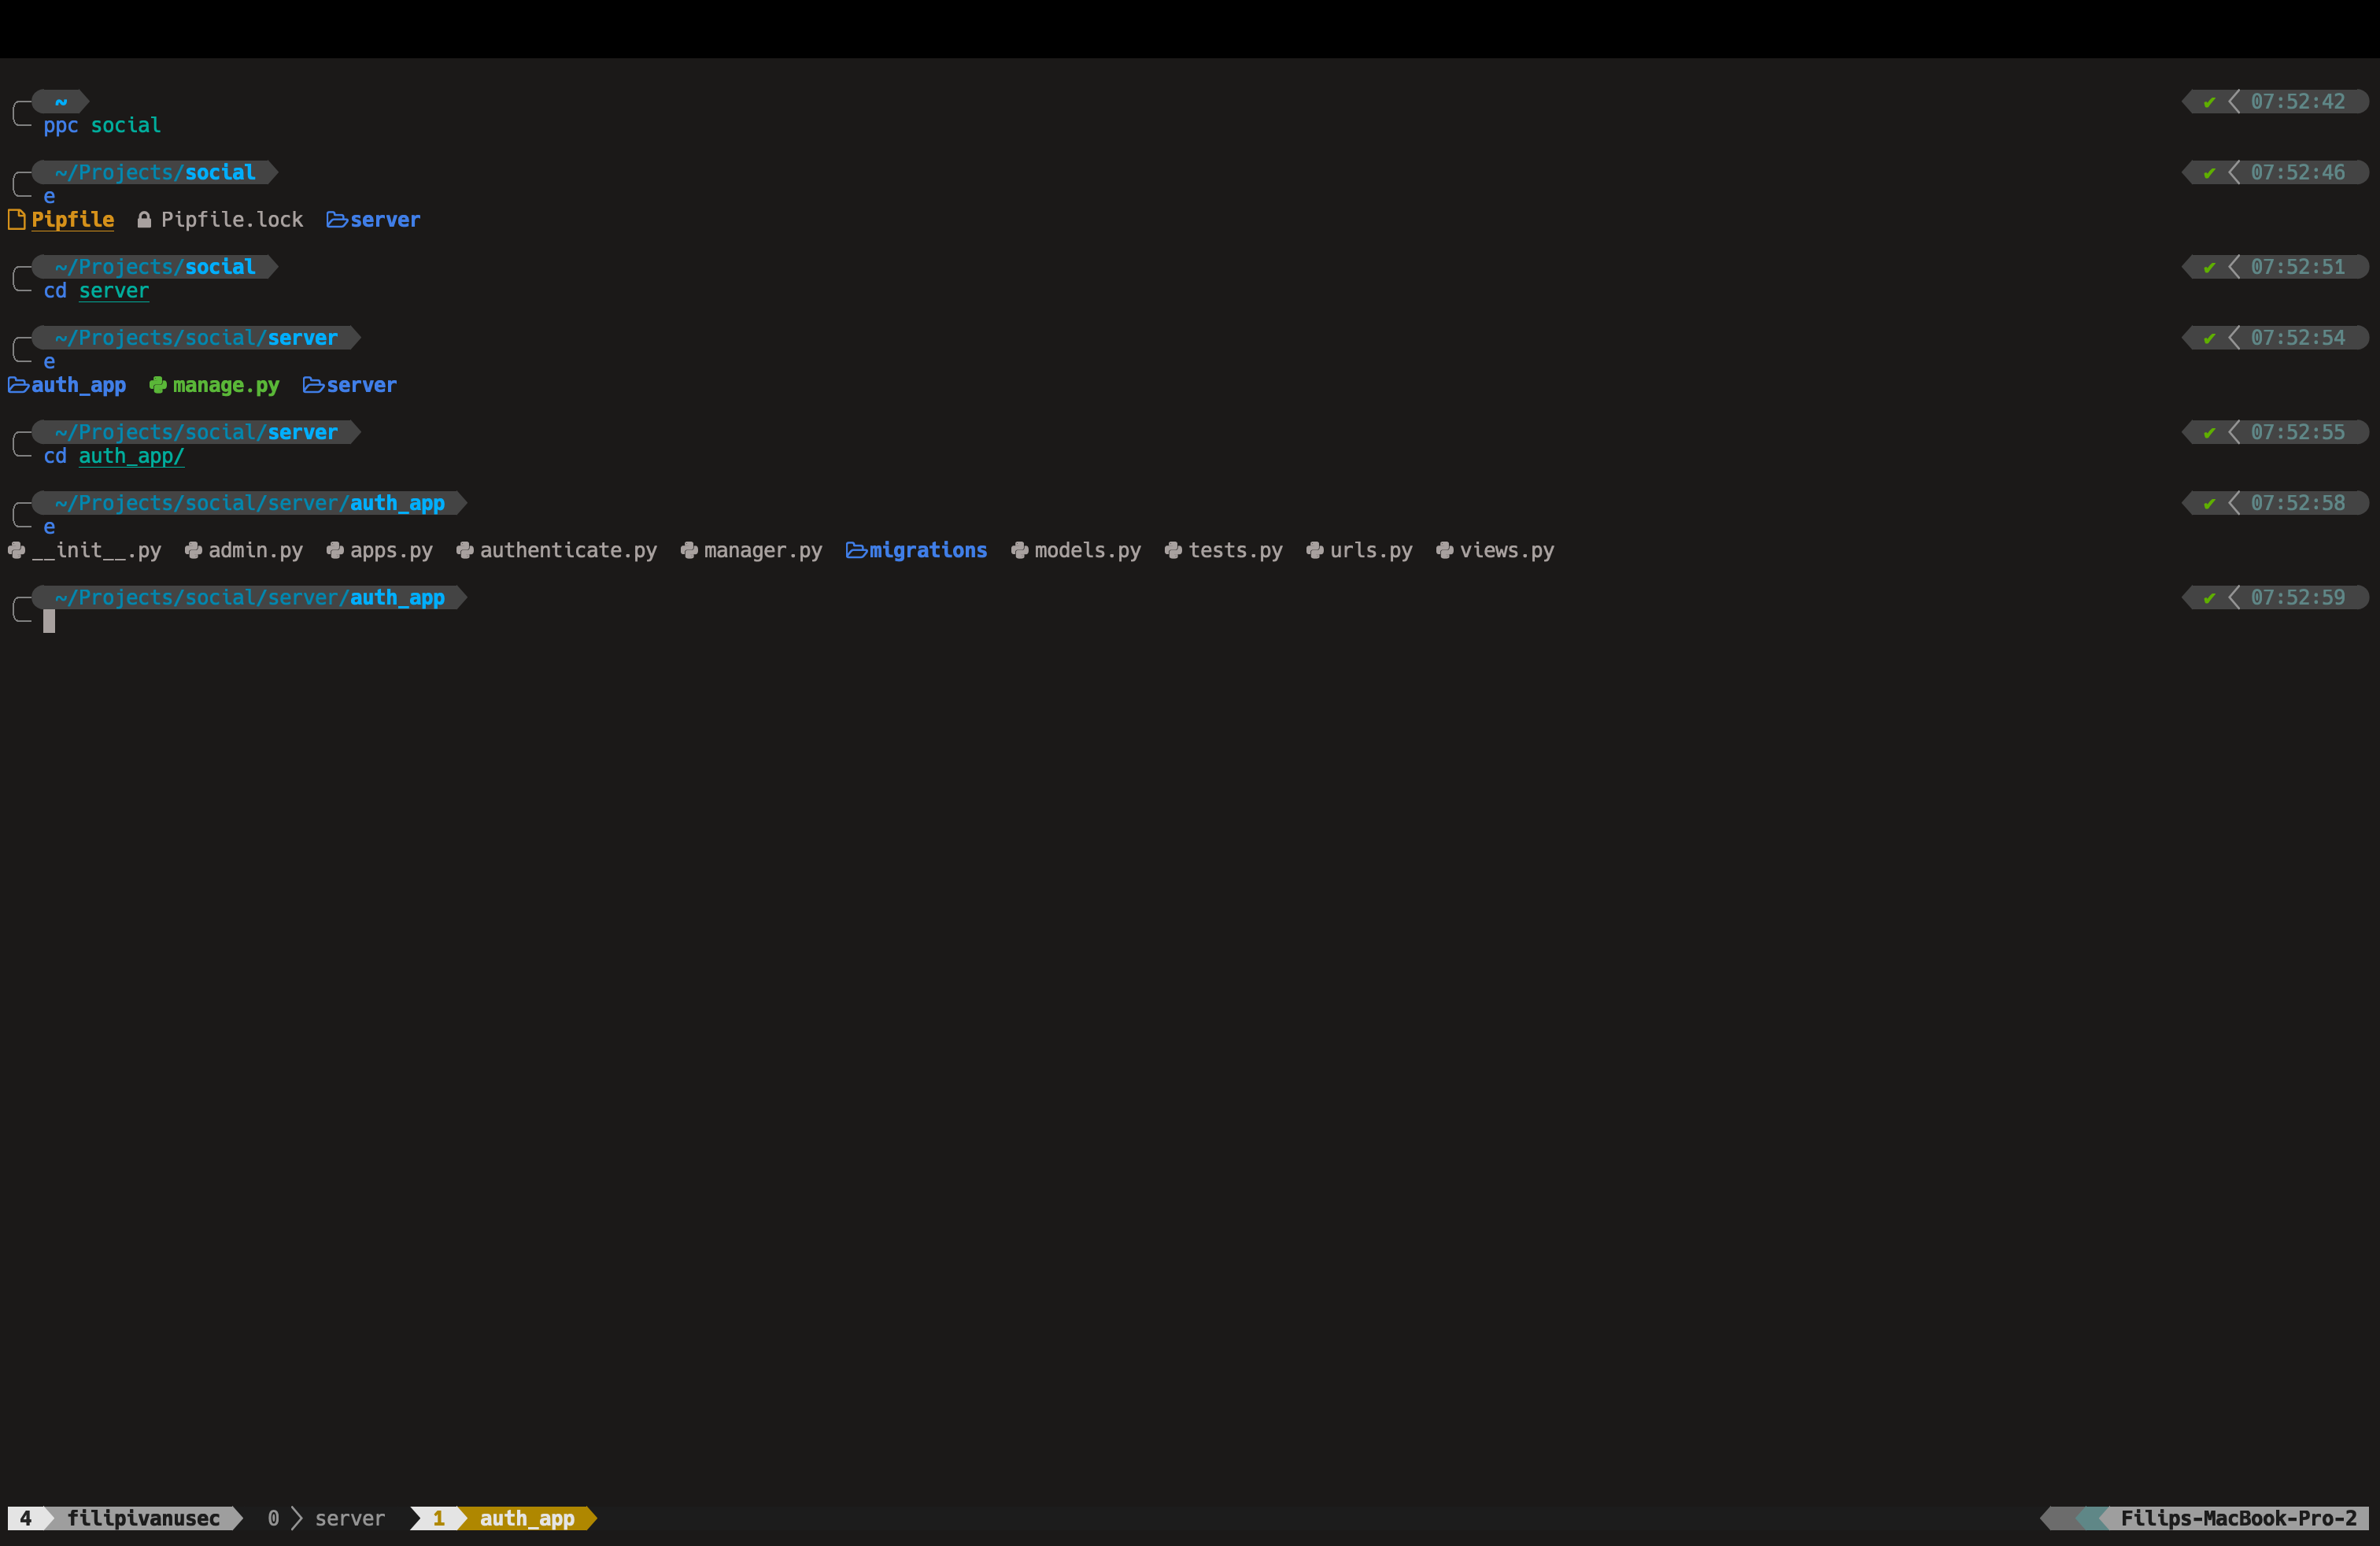 ~ ✔ 07:52:42
ppc social
~/Projects/social ✔ 07:52:46
e
Pipfile Pipfile.lock server
~/Projects/social ✔ 07:52:51
cd server
~/Projects/social/server ✔ 07:52:54
e
auth_app manage.py server
~/Projects/social/server ✔ 07:52:55
cd auth_app/
~/Projects/social/server/auth_app ✔ 07:52:58
e
__init__.py admin.py apps.py authenticate.py manager.py migrations models.py tests.py urls.py views.py
~/Projects/social/server/auth_app ✔ 07:52:59
4 filipivanusec 0 server 1 auth_app Filips-MacBook-Pro-2